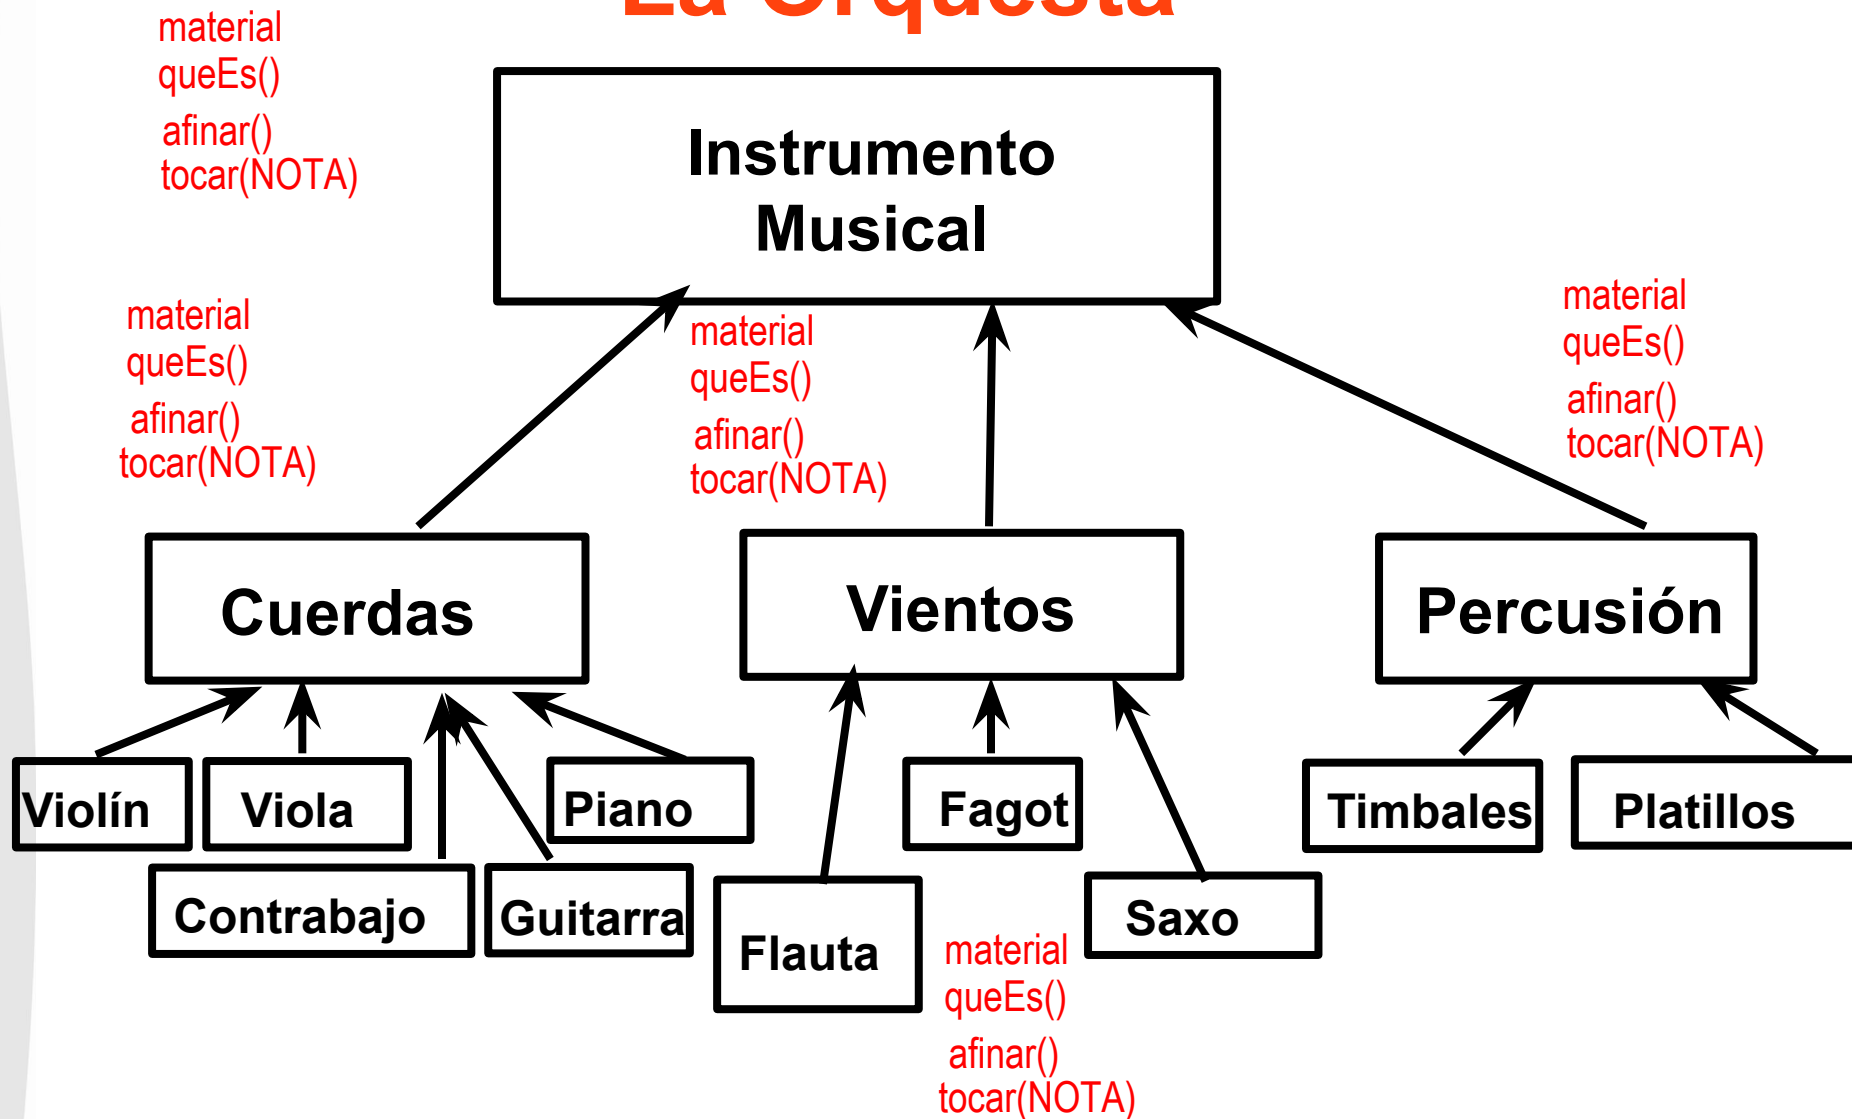 La Orquesta
material
queEs()
afinar()
tocar(NOTA)
Instrumento
Musical
material
queEs()
afinar()
tocar(NOTA)
material
queEs()
afinar()
tocar(NOTA)
material
queEs()
afinar()
tocar(NOTA)
Cuerdas
Vientos
Percusión
Violín
Viola
Piano
Fagot
Timbales
Platillos
Contrabajo
Guitarra
Flauta
Saxo
material
queEs()
afinar()
tocar(NOTA)